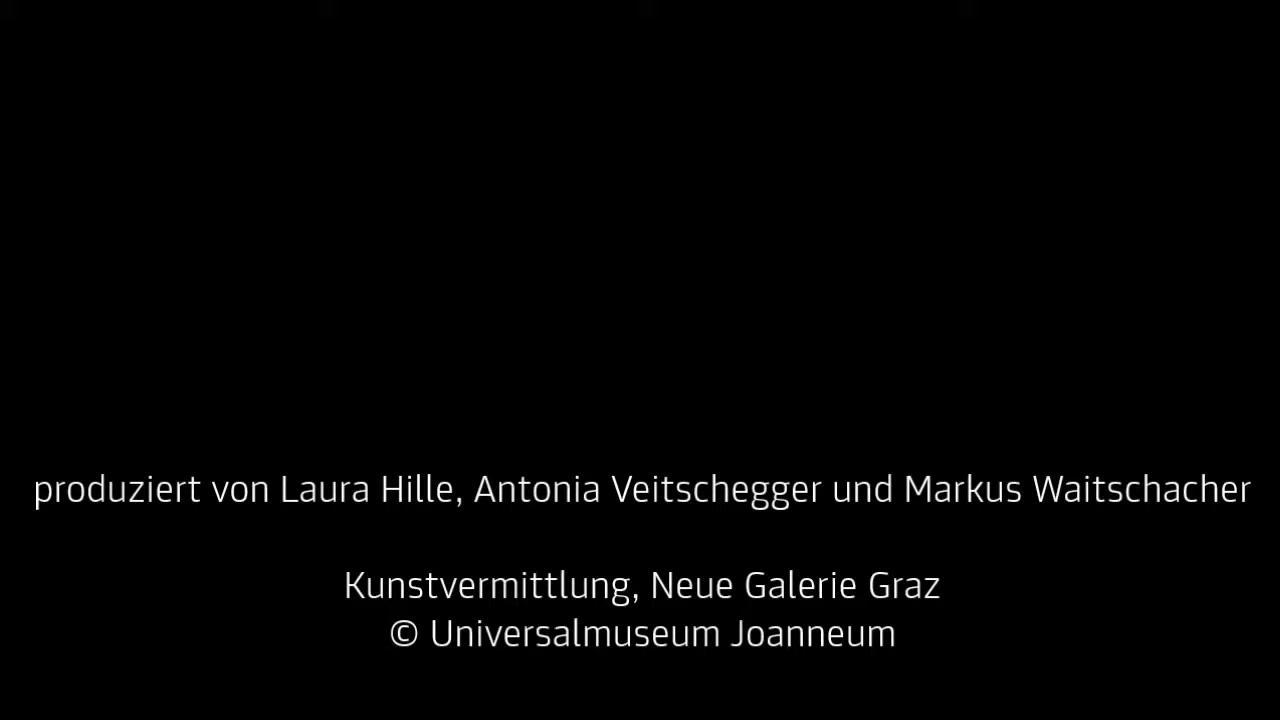 produziert von Laura Hille, Antonia Veitschegger und Markus Waitschacher
Kunstvermittlung, Neue Galerie Graz
© Universalmuseum Joanneum